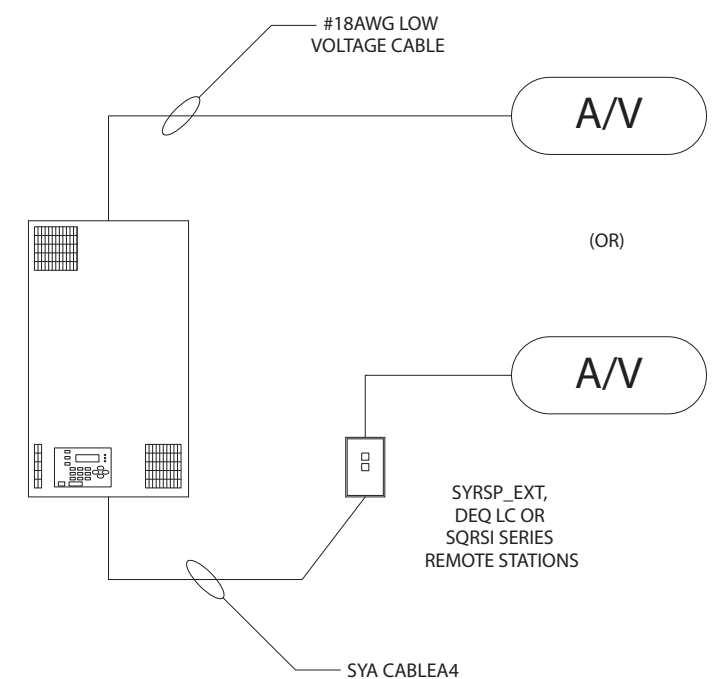 #18AWG LOW
VOLTAGE CABLE
A/V
(OR)
A/V
SYRSP_EXT,
DEQ LC OR
SQRSI SERIES
REMOTE STATIONS
SYA CABLEA4